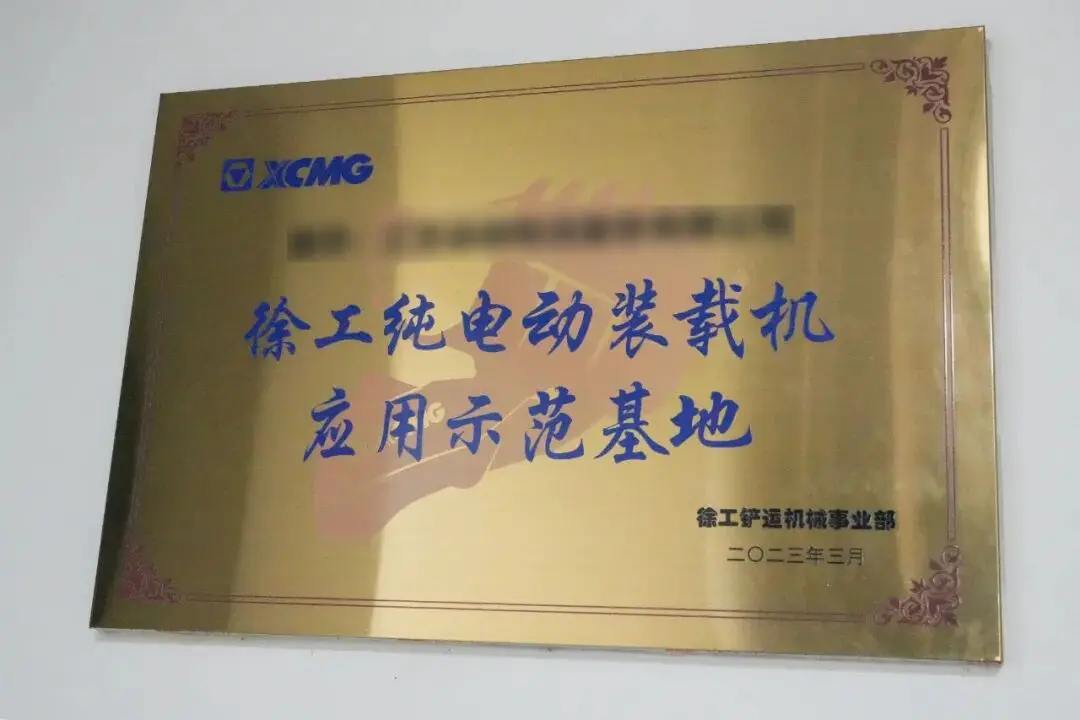 XCMG
徐工纯电动装载机
应用示范基地
徐工铲运机械事业部
二〇二三年三月